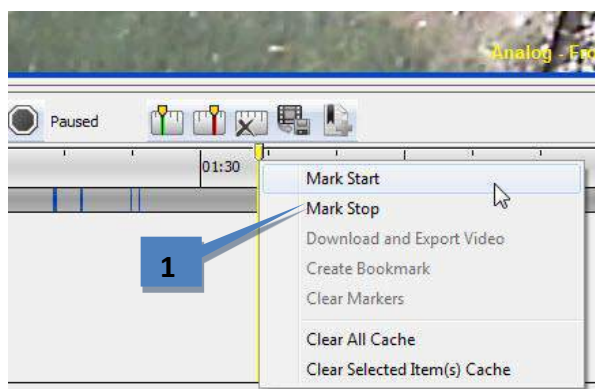 Analog - Fro
Paused
01:30
Mark Start
Mark Stop
Download and Export Video
Create Bookmark
Clear Markers
Clear All Cache
Clear Selected Item(s) Cache
1